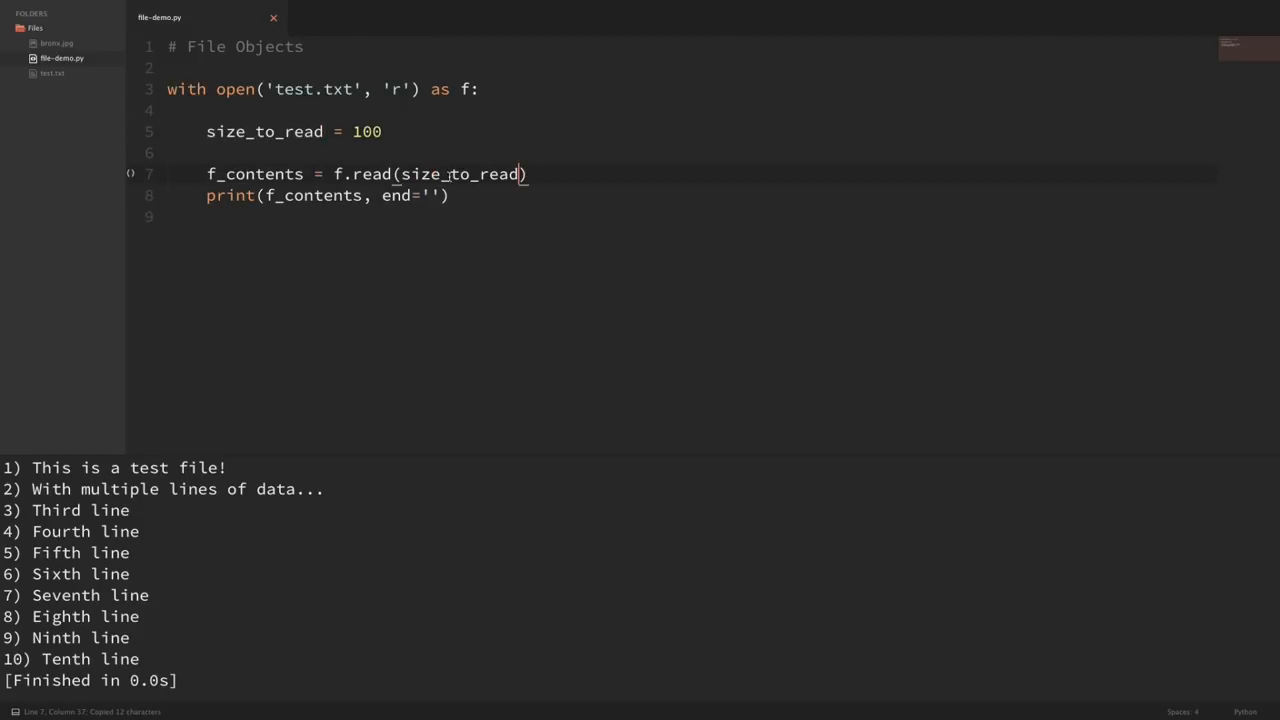 FOLDERS
Files
bronx.jpg
file-demo.py
test.txt
file-demo.py ×
1 # File Objects
2
3 with open('test.txt', 'r') as f:
4
5 size_to_read = 100
6
() 7 f_contents = f.read(size_to_read)
8 print(f_contents, end='')
9
1) This is a test file!
2) With multiple lines of data...
3) Third line
4) Fourth line
5) Fifth line
6) Sixth line
7) Seventh line
8) Eighth line
9) Ninth line
10) Tenth line
[Finished in 0.0s]
Line 7, Column 37; Copied 12 characters Spaces: 4 Python